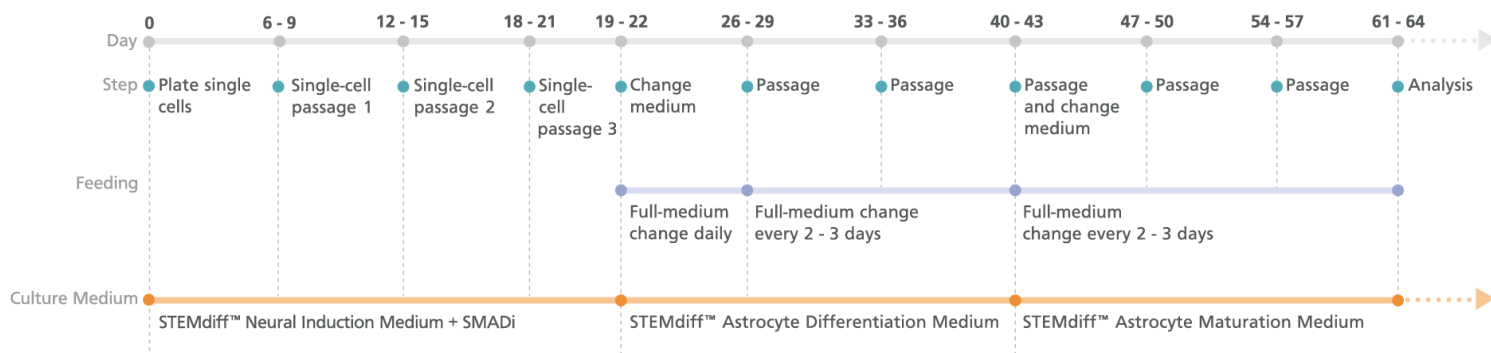 0 6 - 9 12 - 15 18 - 21 19 - 22 26 - 29 33 - 36 40 - 43 47 - 50 54 - 57 61 - 64
Day
Step
Plate single
cells
Single-cell
passage 1
Single-cell
passage 2
Single-
cell
passage 3
Change
medium
Passage
Passage
Passage
and change
medium
Passage
Passage
Analysis
Feeding
Full-medium
change daily
Full-medium change
every 2 - 3 days
Full-medium
change every 2 - 3 days
Culture Medium
STEMdiff™ Neural Induction Medium + SMADi
STEMdiff™ Astrocyte Differentiation Medium
STEMdiff™ Astrocyte Maturation Medium